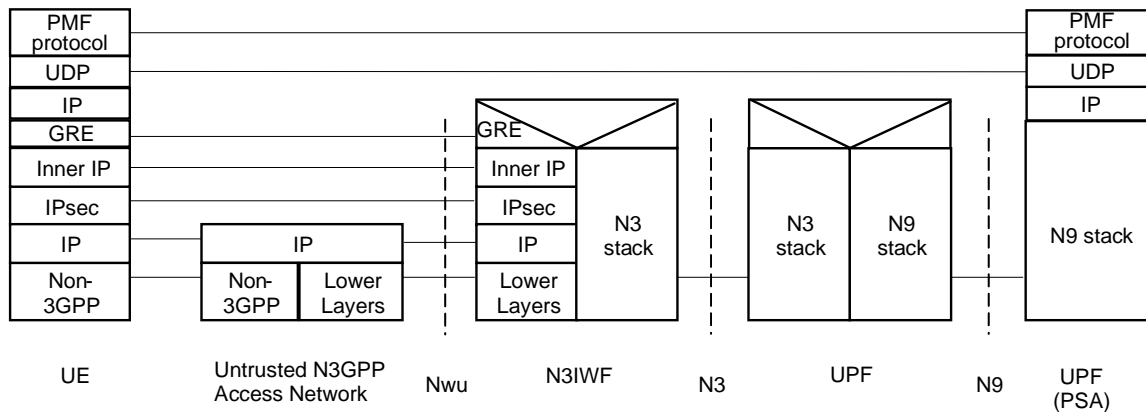 PMF
protocol
UDP
IP
GRE
Inner IP
IPsec
IP
Non-
3GPP
UE
IP
Non-
3GPP
Lower
Layers
Untrusted N3GPP
Access Network
Nwu
GRE
Inner IP
IPsec
IP
Lower
Layers
N3
stack
N3IWF
N3
N3
stack
N9
stack
UPF
N9
PMF
protocol
UDP
IP
N9 stack
UPF
(PSA)